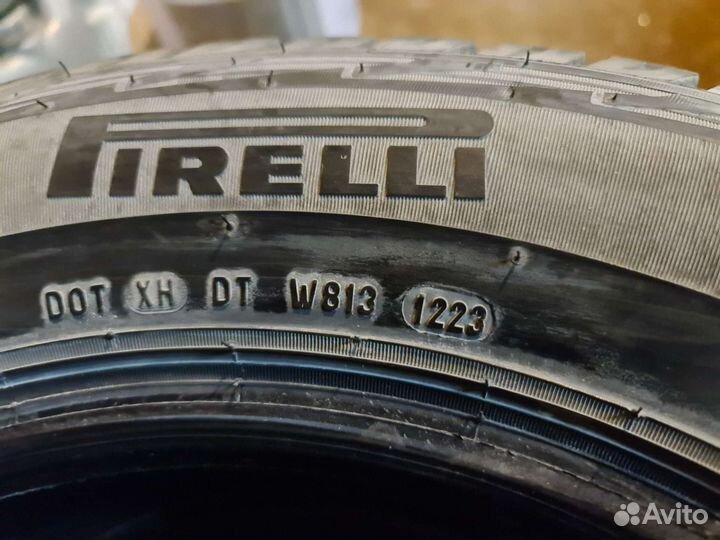 PIRELLI
DOT XH DT W813 1223
Avito